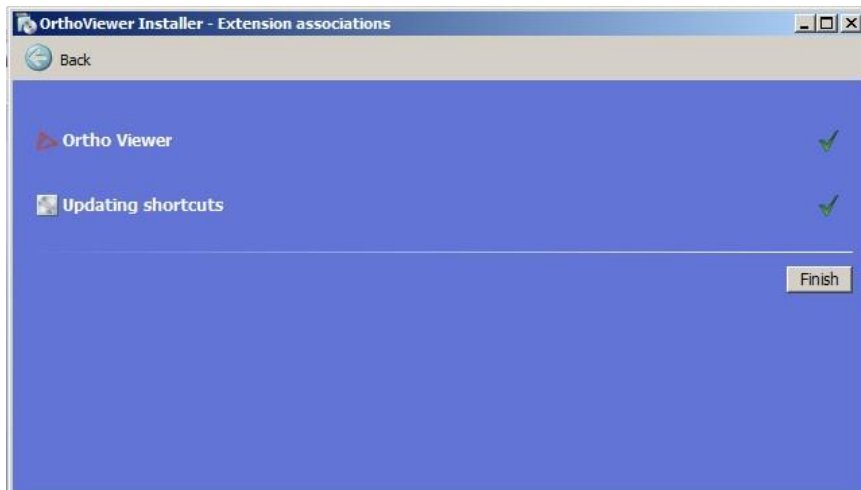 OrthoViewer Installer - Extension associations
Back
Ortho Viewer
Updating shortcuts
Finish